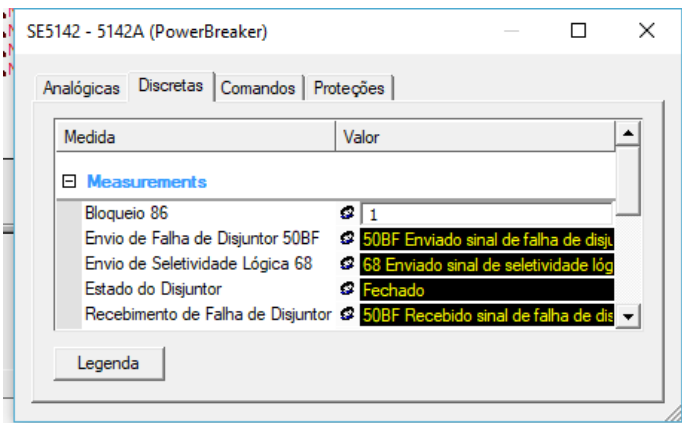 SE5142 - 5142A (PowerBreaker)
Analógicas Discretas Comandos Proteções
Medida Valor
Measurements
Bloqueio 86 1
Envio de Falha de Disjuntor 50BF 50BF Enviado sinal de falha de disju
Envio de Seletividade Lógica 68 68 Enviado sinal de seletividade lóg
Estado do Disjuntor Fechado
Recebimento de Falha de Disjuntor 50BF Recebido sinal de falha de dis
Legenda